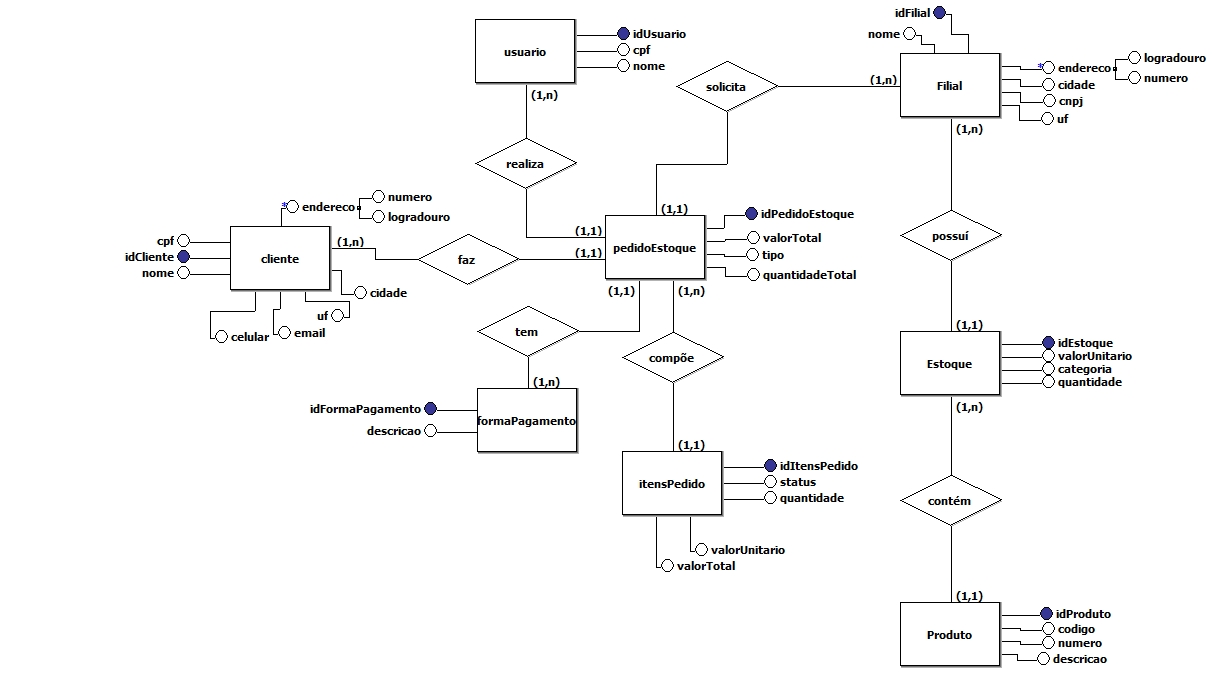 idFilial
nome
usuario
idUsuario
cpf
nome
(1,n)
solicita
(1,n)
Filial
* endereco
logradouro
numero
cidade
cnpj
uf
(1,n)
realiza
* endereco
numero
logradouro
cpf
idCliente
nome
cliente
(1,n)
faz
(1,1)
(1,1)
(1,1)
pedidoEstoque
idPedidoEstoque
valorTotal
tipo
quantidadeTotal
possuí
cidade
uf
celular
email
(1,1)
(1,n)
tem
compõe
(1,1)
Estoque
idEstoque
valorUnitario
categoria
quantidade
(1,n)
(1,n)
idFormaPagamento
descricao
formaPagamento
(1,1)
itensPedido
idItensPedido
status
quantidade
valorUnitario
valorTotal
contém
(1,1)
Produto
idProduto
codigo
numero
descricao